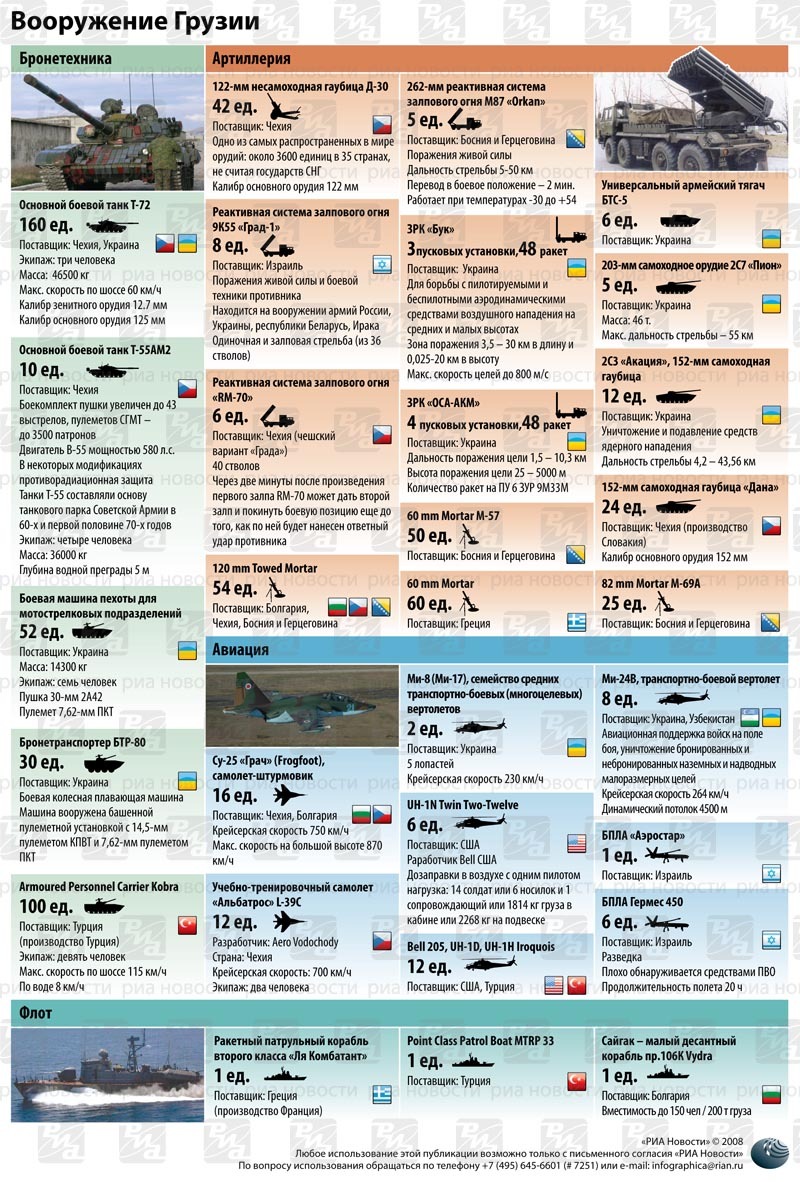 Вооружение Грузии
Бронетехника
Основной боевой танк Т-72
160 ед.
Поставщик: Чехия, Украина
Экипаж: три человека
Масса: 46500 кг
Макс. скорость по шоссе 60 км/ч
Калибр зенитного орудия 12.7 мм
Калибр основного орудия 125 мм
Основной боевой танк Т-55АМ2
10 ед.
Поставщик: Чехия
Боекомплект пушки увеличен до 43
выстрелов, пулеметов СГМТ –
до 3500 патронов
Двигатель В-55 мощностью 580 л.с.
В некоторых модификациях
противорадиационная защита
Танки Т-55 составляли основу
танкового парка Советской Армии в
60-х и первой половине 70-х годов
Экипаж: четыре человека
Масса: 36000 кг
Глубина водной преграды 5 м
Боевая машина пехоты для
мотострелковых подразделений
52 ед.
Поставщик: Украина
Масса: 14300 кг
Экипаж: семь человек
Пушка 30-мм 2А42
Пулемет 7,62-мм ПКТ
Бронетранспортер БТР-80
30 ед.
Поставщик: Украина
Боевая колесная плавающая машина
Машина вооружена башенной
пулеметной установкой с 14,5-мм
пулеметом КПВТ и 7,62-мм пулеметом
ПКТ
Armoured Personnel Carrier Kobra
100 ед.
Поставщик: Турция
(производство Турция)
Экипаж: девять человек
Макс. скорость по шоссе 115 км/ч
По воде 8 км/ч
Артиллерия
122-мм несамоходная гаубица Д-30
42 ед.
Поставщик: Чехия
Одно из самых распространенных в мире
орудий: около 3600 единиц в 35 странах,
не считая государств СНГ
Калибр основного орудия 122 мм
Реактивная система залпового огня
9К55 «Град-1»
8 ед.
Поставщик: Израиль
Поражения живой силы и боевой
техники противника
Находится на вооружении армий России,
Украины, республики Беларусь, Ирака
Одиночная и залповая стрельба (из 36
стволов)
Реактивная система залпового огня
«RM-70»
6 ед.
Поставщик: Чехия (чешский
вариант «Града»)
40 стволов
Через две минуты после произведения
первого залпа RM-70 может дать второй
залп и покинуть боевую позицию еще до
того, как по ней будет нанесен ответный
удар противника
120 mm Towed Mortar
54 ед.
Поставщик: Болгария,
Чехия, Босния и Герцеговина
262-мм реактивная система
залпового огня М87 «Orkan»
5 ед.
Поставщик: Босния и Герцеговина
Поражения живой силы
Дальность стрельбы 5-50 км
Перевод в боевое положение – 2 мин.
Работает при температурах -30 до +54
ЗРК «Бук»
3 пусковых установки, 48 ракет
Поставщик: Украина
Для борьбы с пилотируемыми и
беспилотными аэродинамическими
средствами воздушного нападения на
средних и малых высотах
Зона поражения 3,5 – 30 км в длину и
0,025-20 км в высоту
Макс. скорость целей до 800 м/с
ЗРК «ОСА-АКМ»
4 пусковых установки, 48 ракет
Поставщик: Украина
Дальность поражения цели 1,5 – 10,3 км
Высота поражения цели 25 – 5000 м
Количество ракет на ПУ 6 ЗУР 9М33М
60 mm Mortar M-57
50 ед.
Поставщик: Босния и Герцеговина
60 mm Mortar
60 ед.
Поставщик: Греция
Универсальный армейский тягач
БТС-5
6 ед.
Поставщик: Украина
203-мм самоходное орудие 2С7 «Пион»
5 ед.
Поставщик: Украина
Масса: 46 т.
Макс. дальность стрельбы – 55 км
2С3 «Акация», 152-мм самоходная
гаубица
12 ед.
Поставщик: Украина
Уничтожение и подавление средств
ядерного нападения
Дальность стрельбы 4,2 – 43,56 км
152-мм самоходная гаубица «Дана»
24 ед.
Поставщик: Чехия (производство
Словакия)
Калибр основного орудия 152 мм
82 mm Mortar M-69A
25 ед.
Поставщик: Босния и Герцеговина
Авиация
Су-25 «Грач» (Frogfoot),
самолет-штурмовик
16 ед.
Поставщик: Чехия, Болгария
Крейсерская скорость 750 км/ч
Макс. скорость на большой высоте 870
км/ч
Учебно-тренировочный самолет
«Альбатрос» L-39C
12 ед.
Разработчик: Aero Vodochody
Страна: Чехия
Крейсерская скорость: 700 км/ч
Экипаж: два человека
Ми-8 (Ми-17), семейство средних
транспортно-боевых (многоцелевых)
вертолетов
2 ед.
Поставщик: Украина
5 лопастей
Крейсерская скорость 230 км/ч
UH-1N Twin Two-Twelve
6 ед.
Поставщик: США
Раработчик Bell США
Дозаправки в воздухе с одним пилотом
нагрузка: 14 солдат или 6 носилок и 1
сопровождающий или 1814 кг груза в
кабине или 2268 кг на подвеске
Bell 205, UH-1D, UH-1H Iroquois
12 ед.
Поставщик: США, Турция
Ми-24В, транспортно-боевой вертолет
8 ед.
Поставщик: Украина, Узбекистан
Авиационная поддержка войск на поле
боя, уничтожение бронированных и
небронированных наземных и надводных
малоразмерных целей
Крейсерская скорость 264 км/ч
Динамический потолок 4500 м
БПЛА «Аэростар»
1 ед.
Поставщик: Израиль
БПЛА Гермес 450
6 ед.
Поставщик: Израиль
Разведка
Плохо обнаруживается средствами ПВО
Продолжительность полета 20 ч
Флот
Ракетный патрульный корабль
второго класса «Ля Комбатант»
1 ед.
Поставщик: Греция
(производство Франция)
Point Class Patrol Boat MTRP 33
1 ед.
Поставщик: Турция
Сайгак – малый десантный
корабль пр.106К Vydra
1 ед.
Поставщик: Болгария
Вместимость до 150 чел / 200 т груза
«РИА Новости» © 2008
Любое использование этой публикации возможно только с письменного согласия «РИА Новости»
По вопросу использования обращаться по телефону +7 (495) 645-6601 (# 7251) или e-mail: infographica@rian.ru